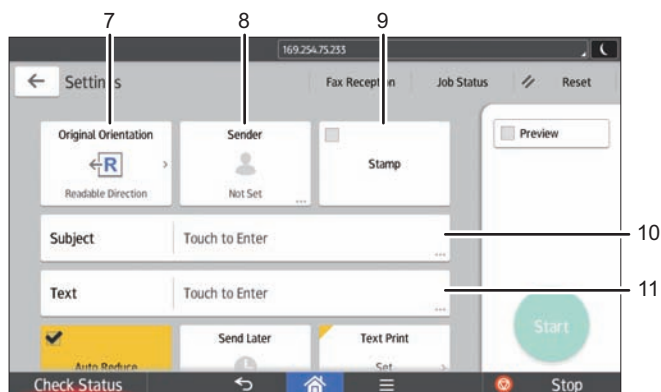 7 8 9
169.254.75.233
Settings Fax Reception Job Status Reset
Original Orientation Sender Preview
R Stamp
Readable Direction Not Set
Subject Touch to Enter 10
Text Touch to Enter 11
Send Later Text Print
Start
Auto Reduce Set
Check Status Stop